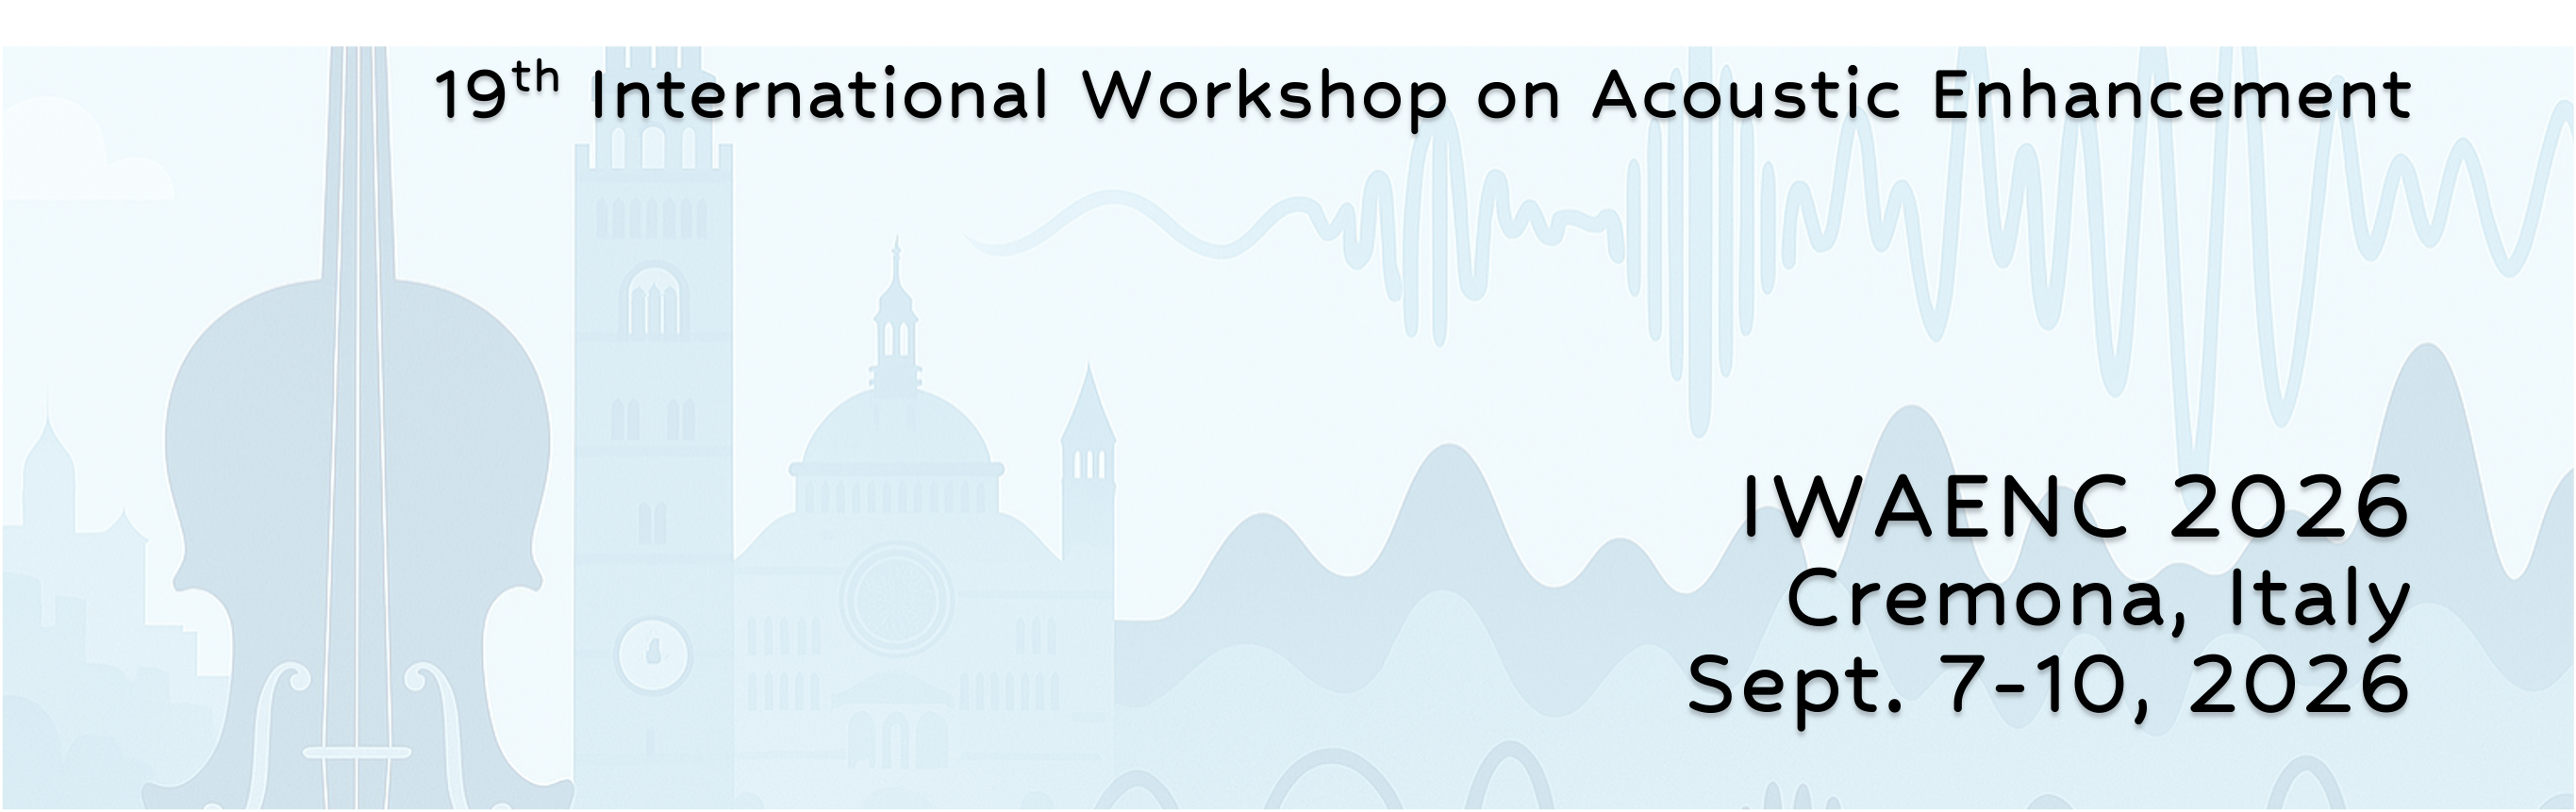 19th International Workshop on Acoustic Enhancement
IWAENC 2026
Cremona, Italy
Sept. 7-10, 2026